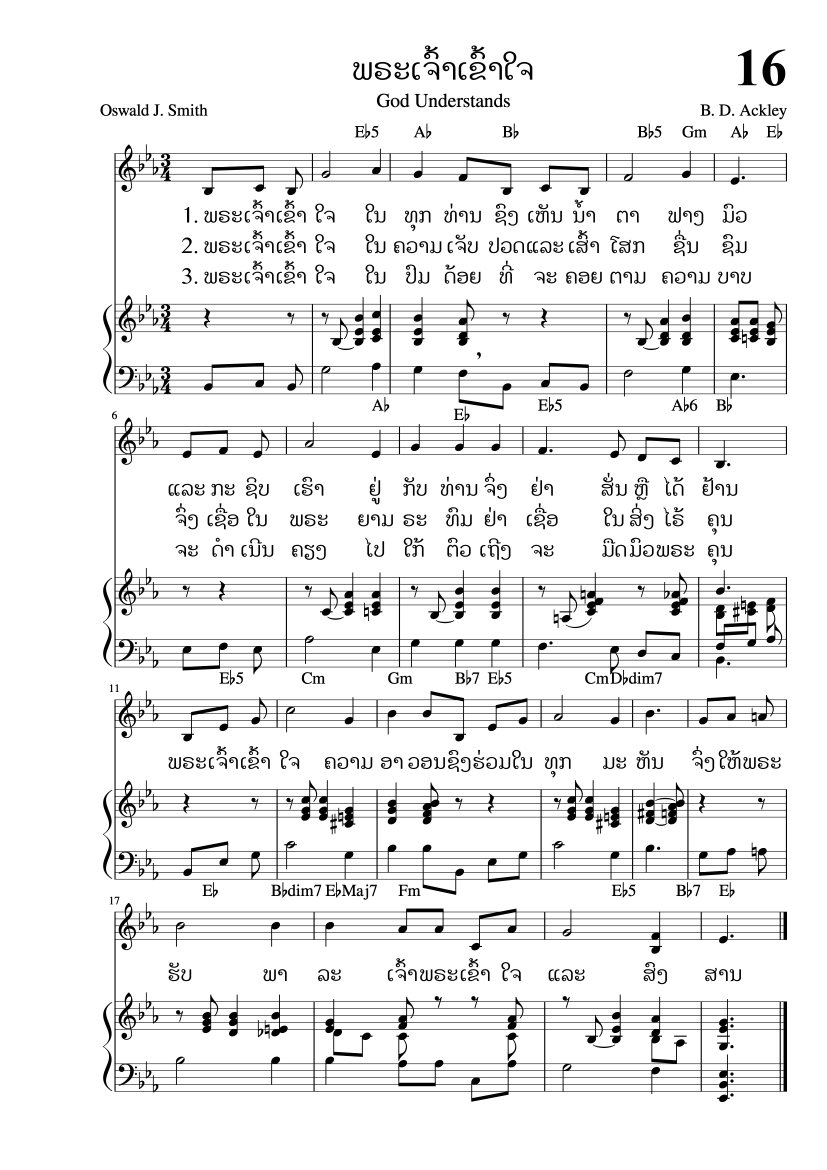 ພຣະເຈົ້າເຂົ້າໃຈ
16
God Understands
Oswald J. Smith
B. D. Ackley
E♭5 A♭ B♭ B♭5 Gm A♭ E♭
1. ພຣະເຈົ້າເຂົ້າ ໃຈ ໃນ ທຸກ ທ່ານ ຊົງ ເຫັນ ນ້ຳ ຕາ ຟາງ ມົວ
2. ພຣະເຈົ້າເຂົ້າ ໃຈ ໃນ ຄວາມ ເຈັບ ປວດແລະ ເສົ້າ ໂສກ ຊື່ນ ຊົມ
3. ພຣະເຈົ້າເຂົ້າ ໃຈ ໃນ ປົມ ດ້ອຍ ທີ່ ຈະ ຄອຍ ຕາມ ຄວາມ ບາບ
A♭ E♭ E♭5 A♭6 B♭
6
ແລະ ກະ ຊິບ ເຮົາ ຢູ່ ກັບ ທ່ານ ຈົ່ງ ຢ່າ ສັ່ນ ຫຼື ໄດ້ ຢ້ານ
ຈົ່ງ ເຊື່ອ ໃນ ພຣະ ຍາມ ຣະ ທົມ ຢ່າ ເຊື່ອ ໃນ ສິ່ງ ໄຮ້ ຄຸນ
ຈະ ດຳ ເນີນ ຄຽງ ໄປ ໃກ້ ຕົວ ເຖີງ ຈະ ມືດມົວພຣະ ຄຸນ
E♭5 Cm Gm B♭7 E♭5 Cm D♭dim7
11
ພຣະເຈົ້າເຂົ້າ ໃຈ ຄວາມ ອາ ວອນຊົງຮ່ວມໃນ ທຸກ ມະ ຫັນ ຈົ່ງ ໃຫ້ພຣະ
E♭ B♭dim7 E♭Maj7 Fm E♭5 B♭7 E♭
17
ຮັບ ພາ ລະ ເຈົ້າພຣະເຂົ້າ ໃຈ ແລະ ສົງ ສານ